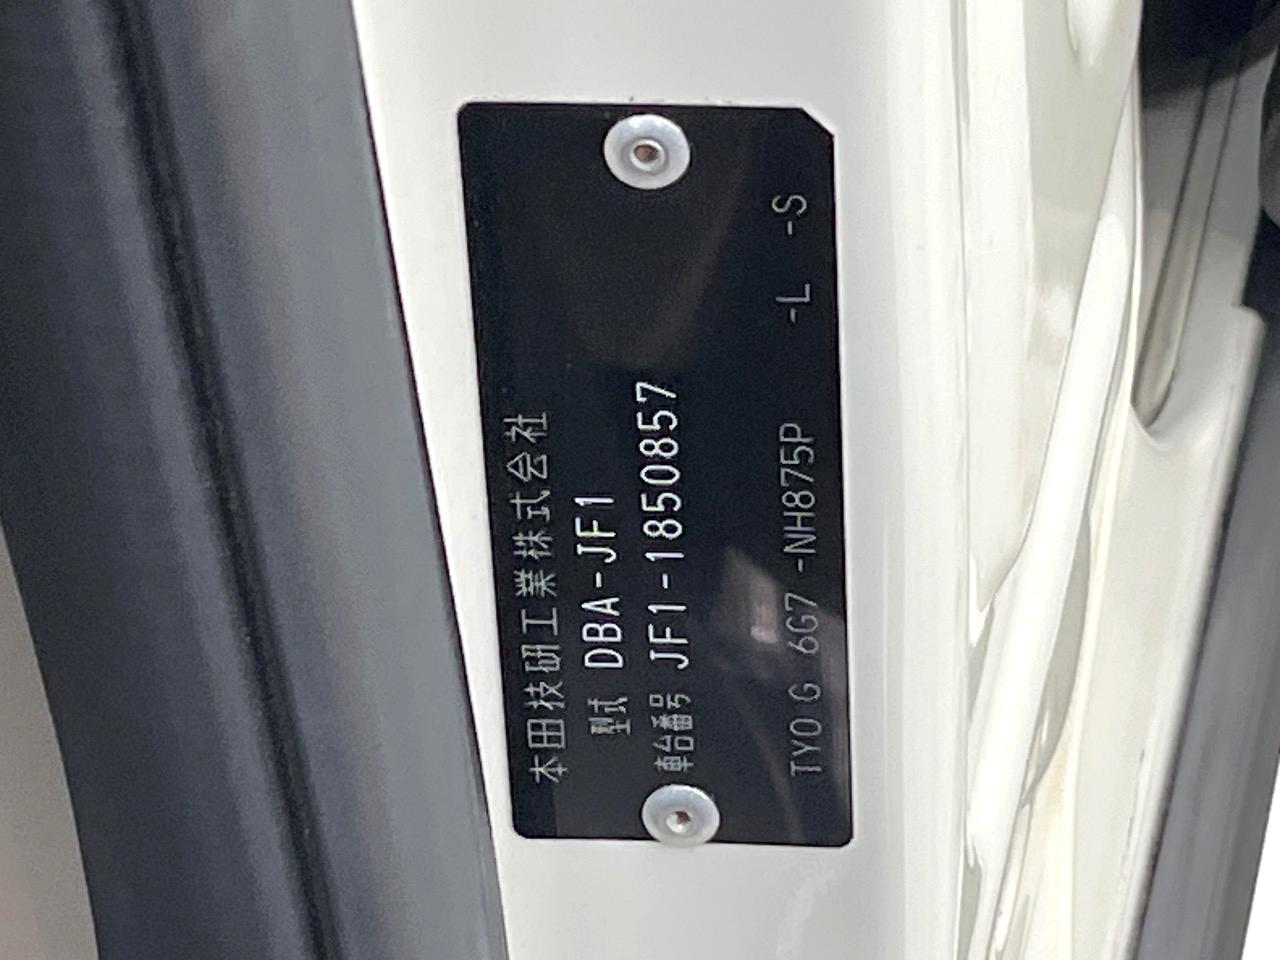 本田技研工業株式会社
型式 DBA-JF1
車台番号 JF1-1850857
TY0 G 6G7 -NH875P -L -S